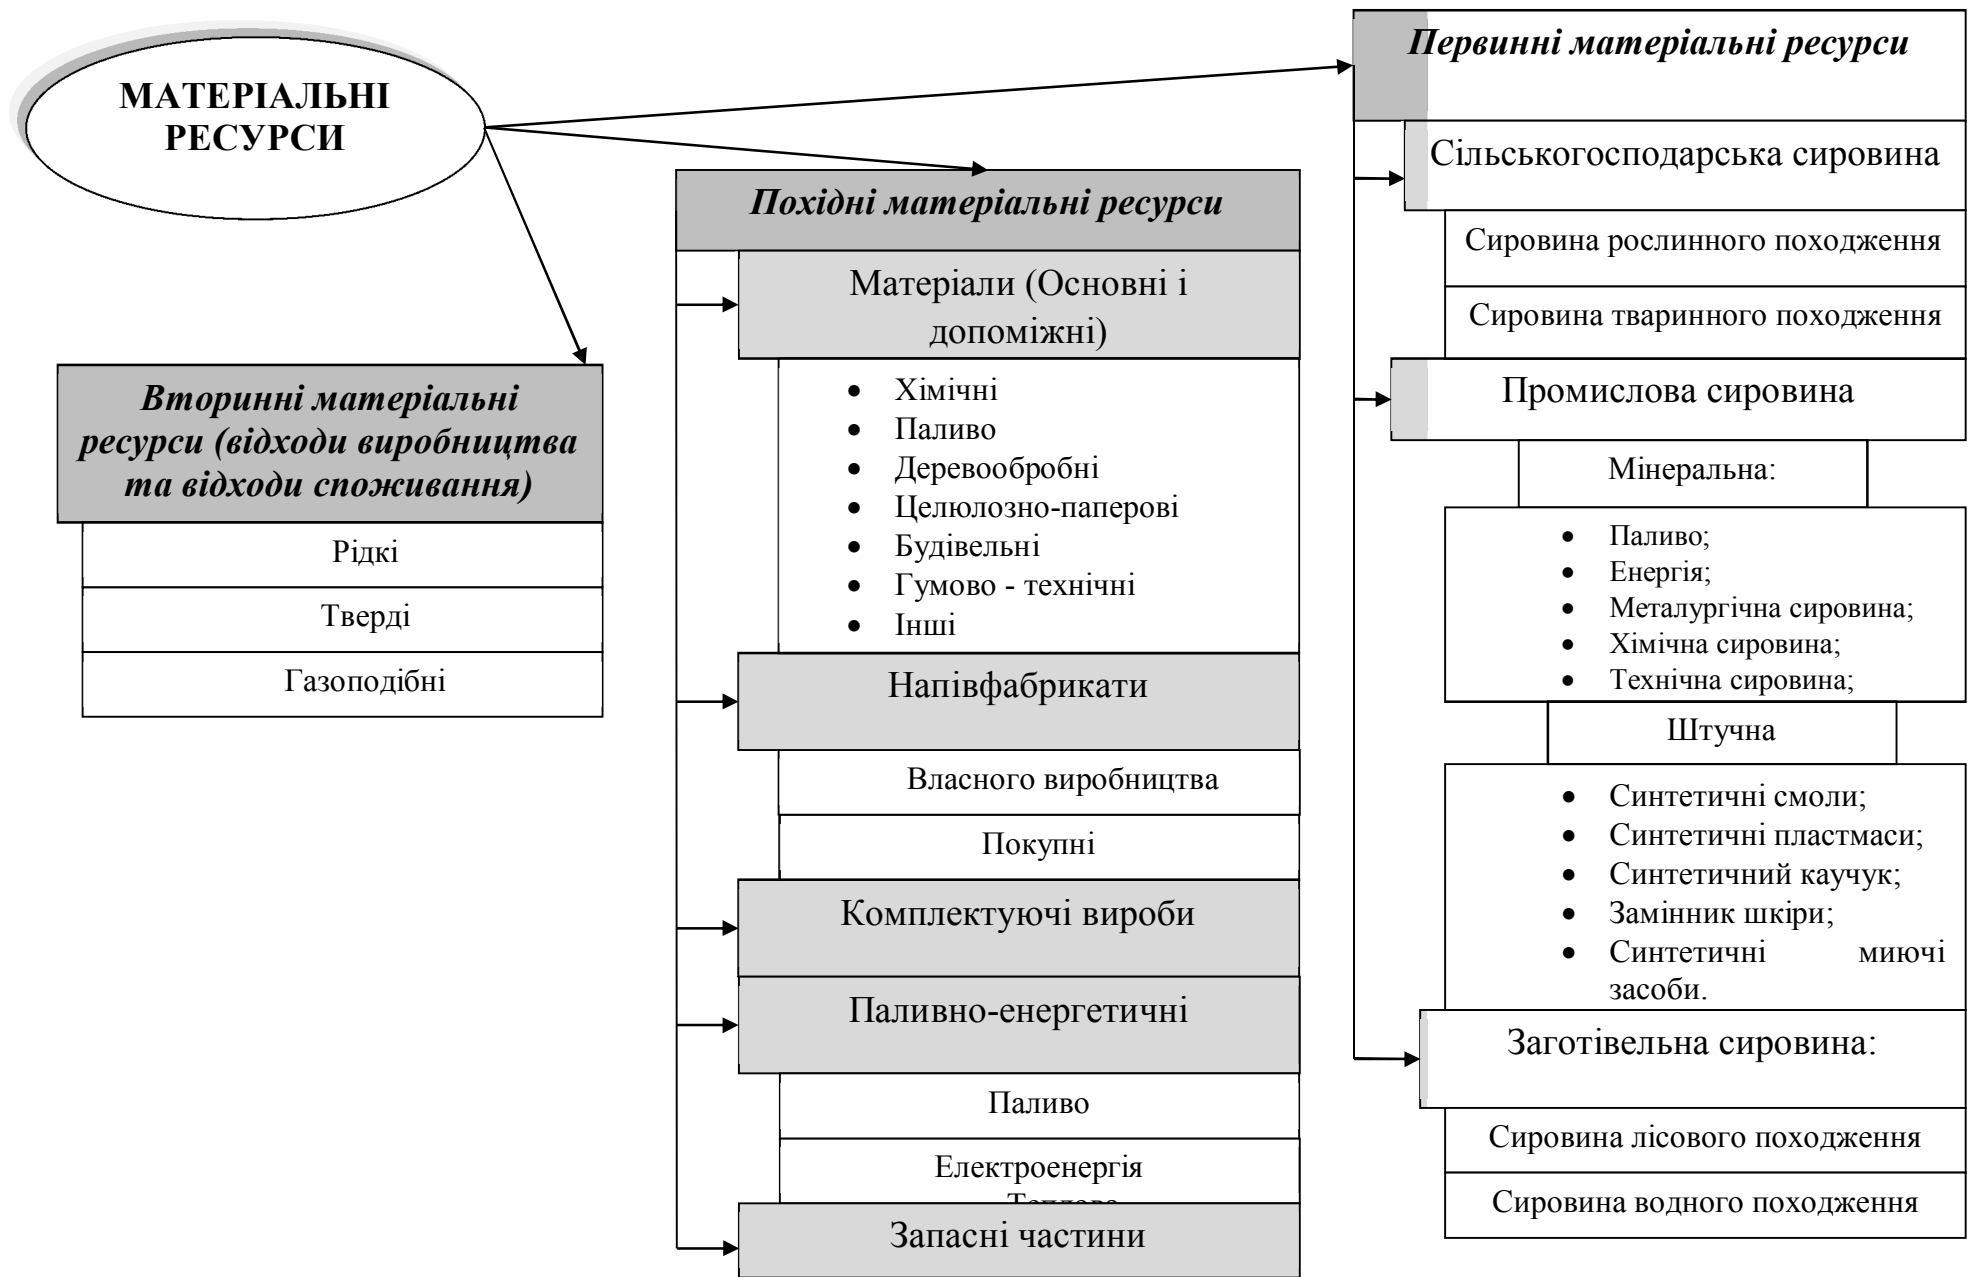 МАТЕРІАЛЬНІ
РЕСУРСИ
Вторинні матеріальні
ресурси (відходи виробництва
та відходи споживання)
Рідкі
Тверді
Газоподібні
Похідні матеріальні ресурси
Матеріали (Основні і
допоміжні)
• Хімічні
• Паливо
• Деревообробні
• Целюлозно-паперові
• Будівельні
• Гумово - технічні
• Інші
Напівфабрикати
Власного виробництва
Покупні
Комплектуючі вироби
Паливно-енергетичні
Паливо
Електроенергія
Запасні частини
Первинні матеріальні ресурси
Сільськогосподарська сировина
Сировина рослинного походження
Сировина тваринного походження
Промислова сировина
Мінеральна:
• Паливо;
• Енергія;
• Металургічна сировина;
• Хімічна сировина;
• Технічна сировина;
Штучна
• Синтетичні смоли;
• Синтетичні пластмаси;
• Синтетичний каучук;
• Замінник шкіри;
• Синтетичні миючі
засоби.
Заготівельна сировина:
Сировина лісового походження
Сировина водного походження